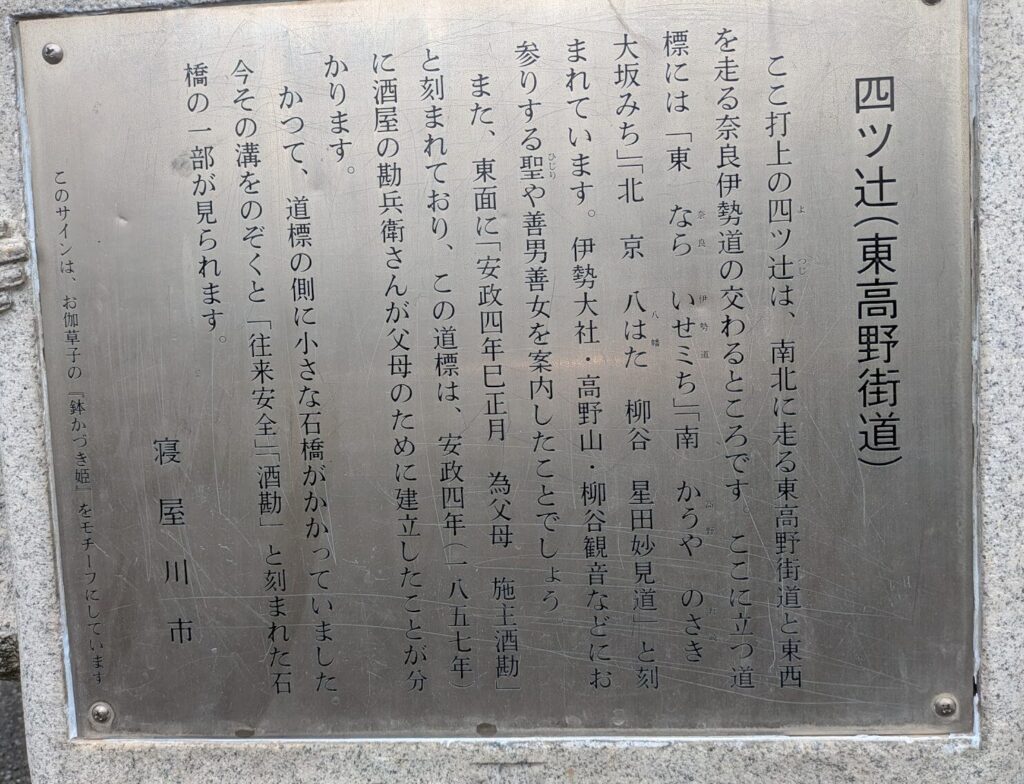 四ツ辻(東高野街道)
ここ打上の四ツ辻は、南北に走る東高野街道と東西
を走る奈良伊勢道の交わるところです。ここに立つ道
標には「東 なら いせミち」「南 かうや のさき
大坂みち」「北 京 八はた 柳谷 星田妙見道」と刻
まれています。伊勢大社・高野山・柳谷観音などにお
参りする聖や善男善女を案内したことでしょう
また、東面に「安政四年巳正月 為父母 施主酒勘」
と刻まれており、この道標は、安政四年(一八五七年)
に酒屋の勘兵衛さんが父母のために建立したことが分
かります。
かつて、道標の側に小さな石橋がかかっていました
今その溝をのぞくと「往来安全」「酒勘」と刻まれた石
橋の一部が見られます。
寝屋川市
このサインは、お伽草子の「鉢かづき姫」をモチーフにしています